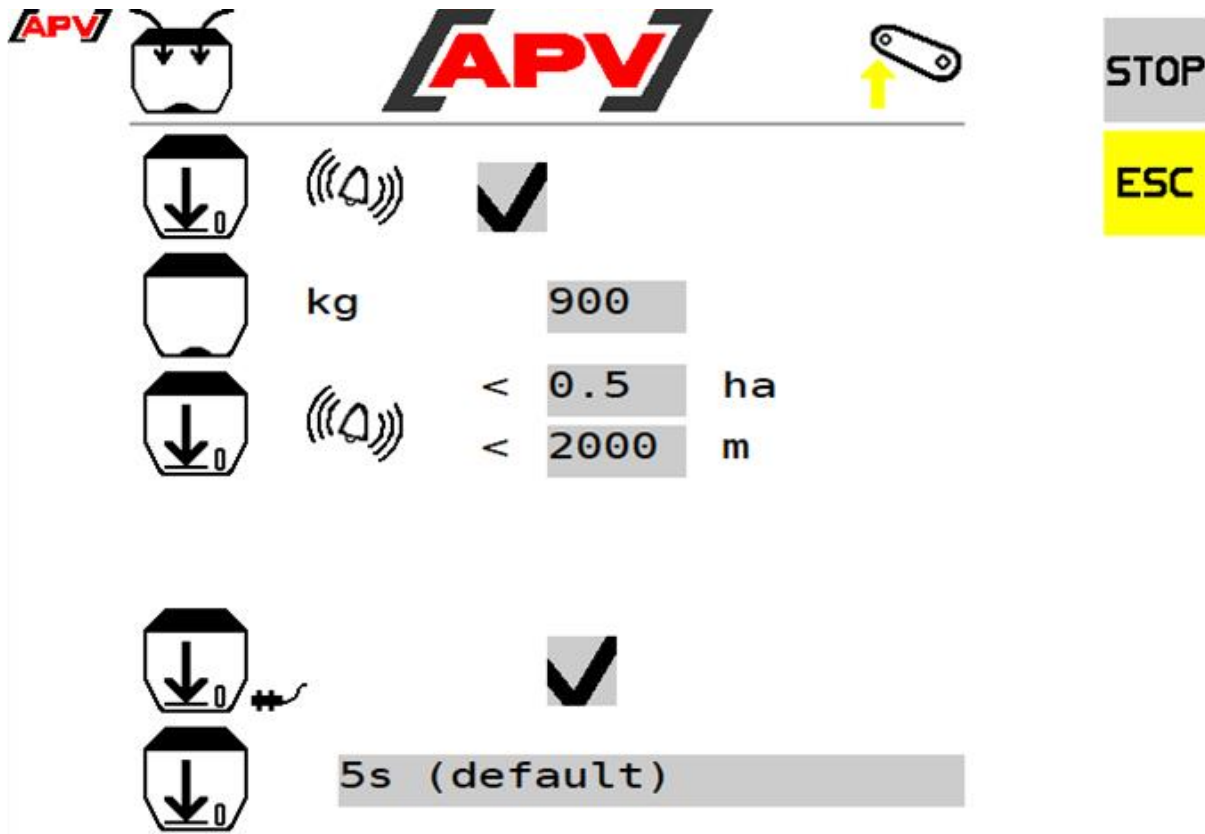 APV
APV
STOP
ESC
kg 900
< 0.5 ha
< 2000 m
5s (default)